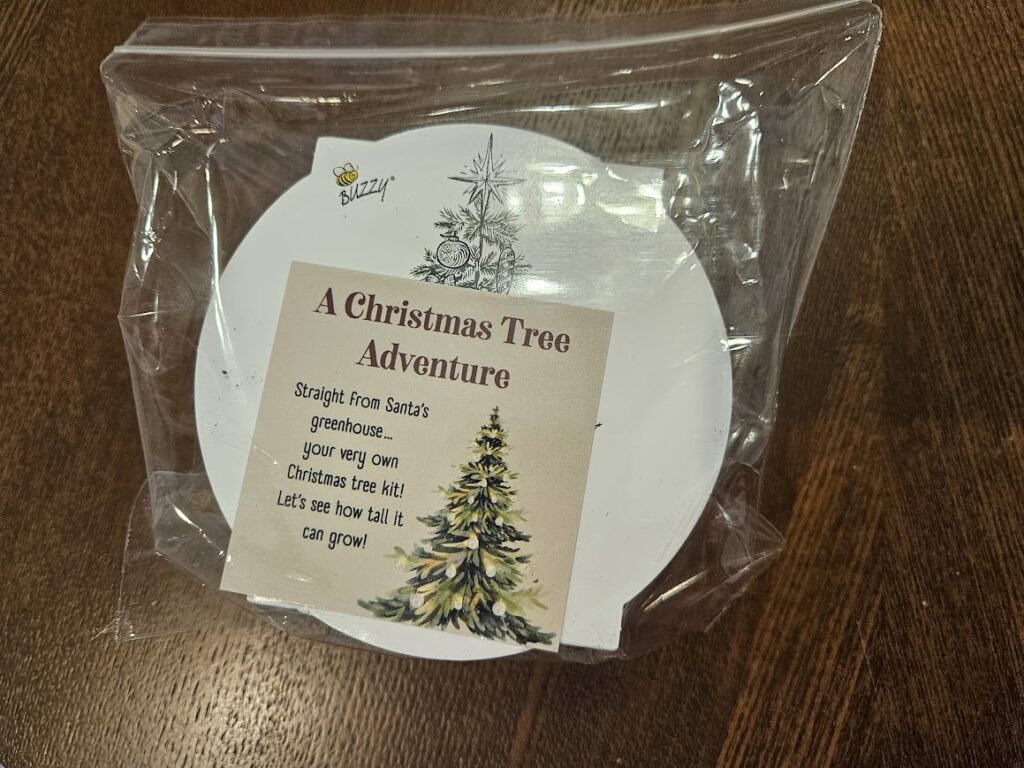 BUZZY®
A Christmas Tree
Adventure
Straight from Santa's
greenhouse...
your very own
Christmas tree kit!
Let's see how tall it
can grow!